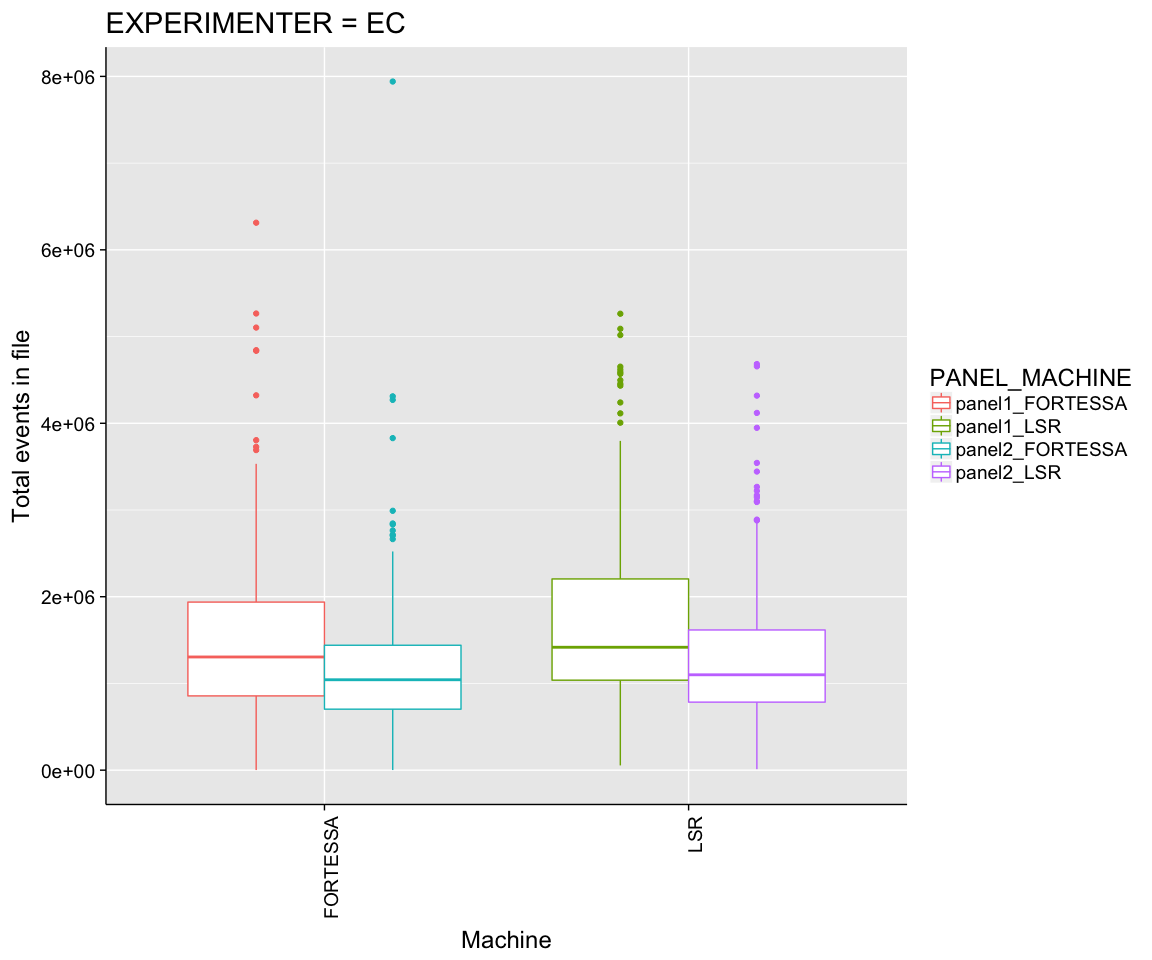 EXPERIMENTER = EC
8e+06
6e+06
4e+06
2e+06
0e+00
Total events in file
FORTESSA
LSR
Machine
PANEL_MACHINE
panel1_FORTESSA
panel1_LSR
panel2_FORTESSA
panel2_LSR